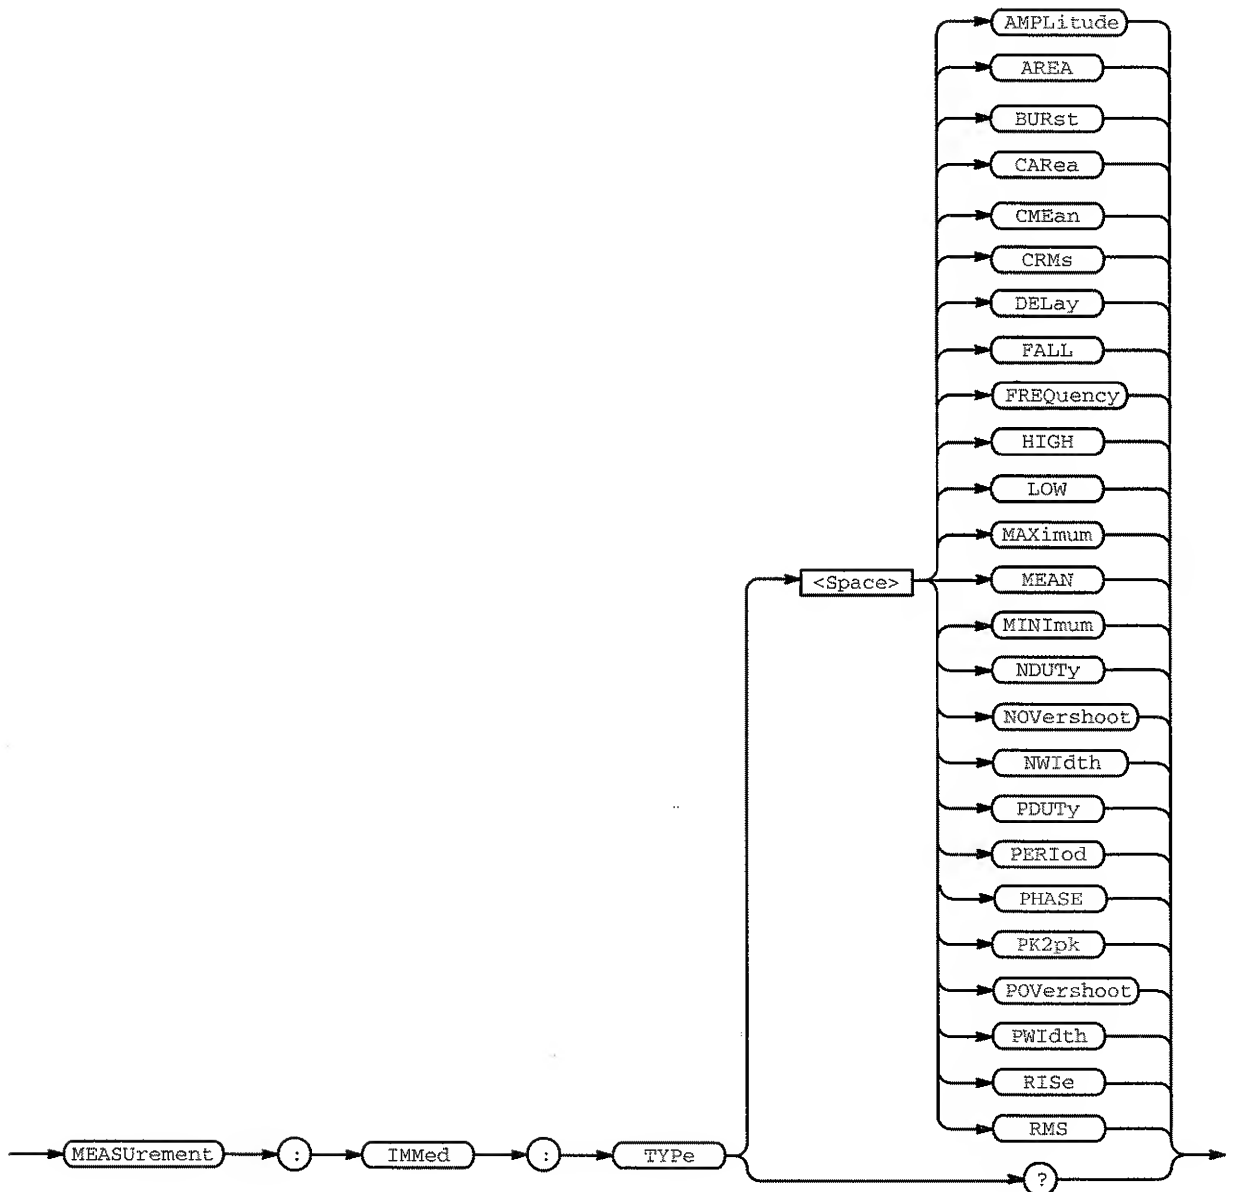 AMPLitude
AREA
BURst
CARea
CMEan
CRMs
DELay
FALL
FREQuency
HIGH
LOW
MAXimum
<Space>
MEAN
MINImum
NDUTy
NOVershoot
NWIdth
PDUTy
PERIod
PHASE
PK2pk
POVershoot
PWIdth
RISe
RMS
MEASUrement : IMMed : TYPe
?